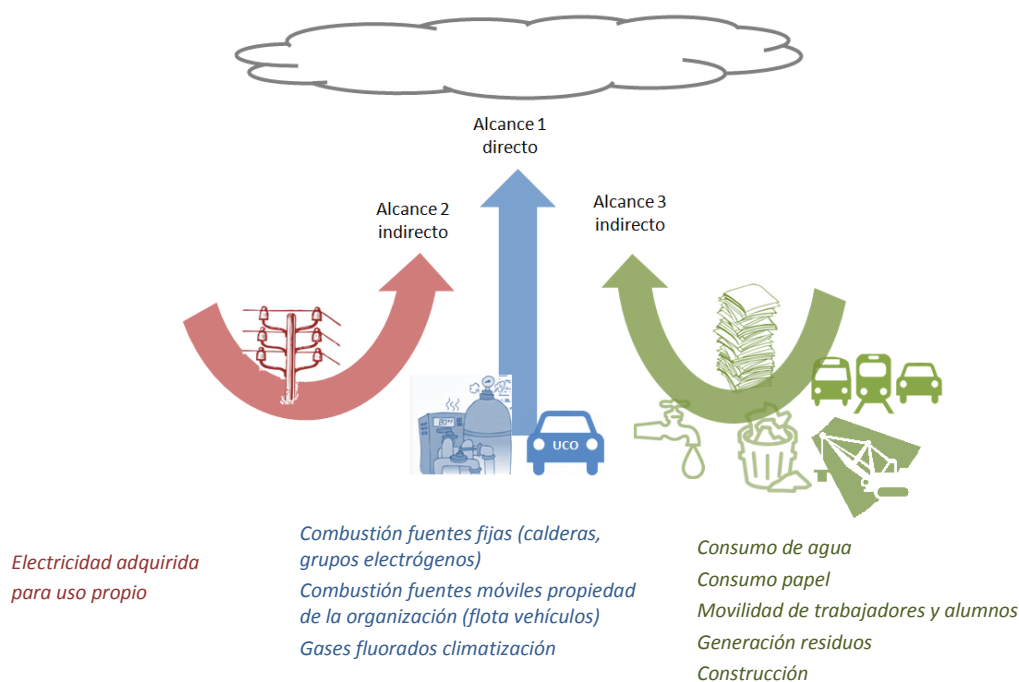 Alcance 1
directo
Alcance 2
indirecto
Alcance 3
indirecto
UCO
Electricidad adquirida
para uso propio
Combustión fuentes fijas (calderas,
grupos electrógenos)
Combustión fuentes móviles propiedad
de la organización (flota vehículos)
Gases fluorados climatización
Consumo de agua
Consumo papel
Movilidad de trabajadores y alumnos
Generación residuos
Construcción